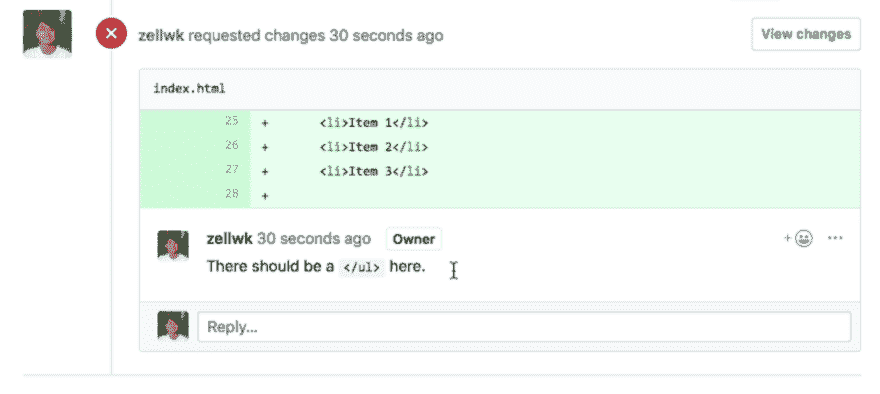 zellwk requested changes 30 seconds ago
View changes
index.html
25 + <li>Item 1</li>
26 + <li>Item 2</li>
27 + <li>Item 3</li>
28 +
zellwk 30 seconds ago Owner
There should be a </ul> here.
Reply...